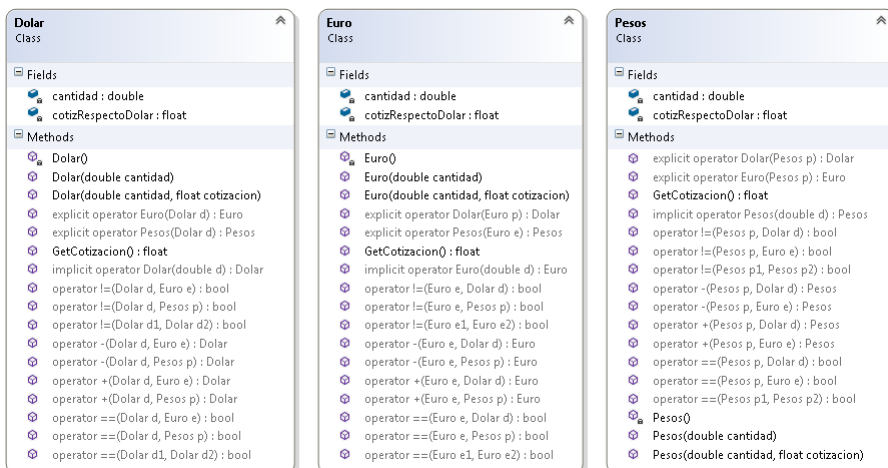 Dolar
Class
Fields
cantidad : double
cotizRespectoDolar : float
Methods
Dolar()
Dolar(double cantidad)
Dolar(double cantidad, float cotizacion)
explicit operator Euro(Dolar d) : Euro
explicit operator Pesos(Dolar d) : Pesos
GetCotizacion() : float
implicit operator Dolar(double d) : Dolar
operator !=(Dolar d, Euro e) : bool
operator !=(Dolar d, Pesos p) : bool
operator !=(Dolar d1, Dolar d2) : bool
operator -(Dolar d, Euro e) : Dolar
operator -(Dolar d, Pesos p) : Dolar
operator +(Dolar d, Euro e) : Dolar
operator +(Dolar d, Pesos p) : Dolar
operator ==(Dolar d, Euro e) : bool
operator ==(Dolar d, Pesos p) : bool
operator ==(Dolar d1, Dolar d2) : bool
Euro
Class
Fields
cantidad : double
cotizRespectoDolar : float
Methods
Euro()
Euro(double cantidad)
Euro(double cantidad, float cotizacion)
explicit operator Dolar(Euro p) : Dolar
explicit operator Pesos(Euro e) : Pesos
GetCotizacion() : float
implicit operator Euro(double d) : Euro
operator !=(Euro e, Dolar d) : bool
operator !=(Euro e, Pesos p) : bool
operator !=(Euro e1, Euro e2) : bool
operator -(Euro e, Dolar d) : Euro
operator -(Euro e, Pesos p) : Euro
operator +(Euro e, Dolar d) : Euro
operator +(Euro e, Pesos p) : Euro
operator ==(Euro e, Dolar d) : bool
operator ==(Euro e, Pesos p) : bool
operator ==(Euro e1, Euro e2) : bool
Pesos
Class
Fields
cantidad : double
cotizRespectoDolar : float
Methods
explicit operator Dolar(Pesos p) : Dolar
explicit operator Euro(Pesos p) : Euro
GetCotizacion() : float
implicit operator Pesos(double d) : Pesos
operator !=(Pesos p, Dolar d) : bool
operator !=(Pesos p, Euro e) : bool
operator !=(Pesos p1, Pesos p2) : bool
operator -(Pesos p, Dolar d) : Pesos
operator -(Pesos p, Euro e) : Pesos
operator +(Pesos p, Dolar d) : Pesos
operator +(Pesos p, Euro e) : Pesos
operator ==(Pesos p, Dolar d) : bool
operator ==(Pesos p, Euro e) : bool
operator ==(Pesos p1, Pesos p2) : bool
Pesos()
Pesos(double cantidad)
Pesos(double cantidad, float cotizacion)